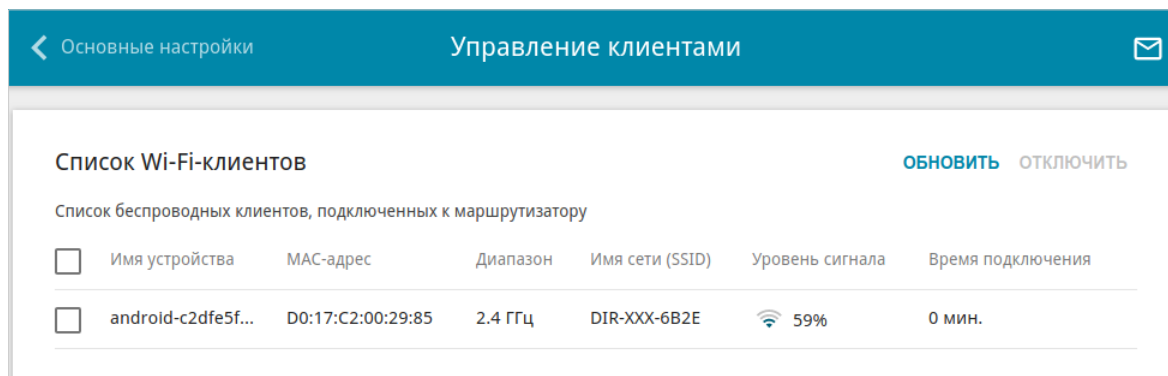 Основные настройки
Управление клиентами
Список Wi-Fi-клиентов
ОБНОВИТЬ ОТКЛЮЧИТЬ
Список беспроводных клиентов, подключенных к маршрутизатору
Имя устройства MAC-адрес Диапазон Имя сети (SSID) Уровень сигнала Время подключения
android-c2dfe5f... D0:17:C2:00:29:85 2.4 ГГц DIR-XXX-6B2E 59% 0 мин.